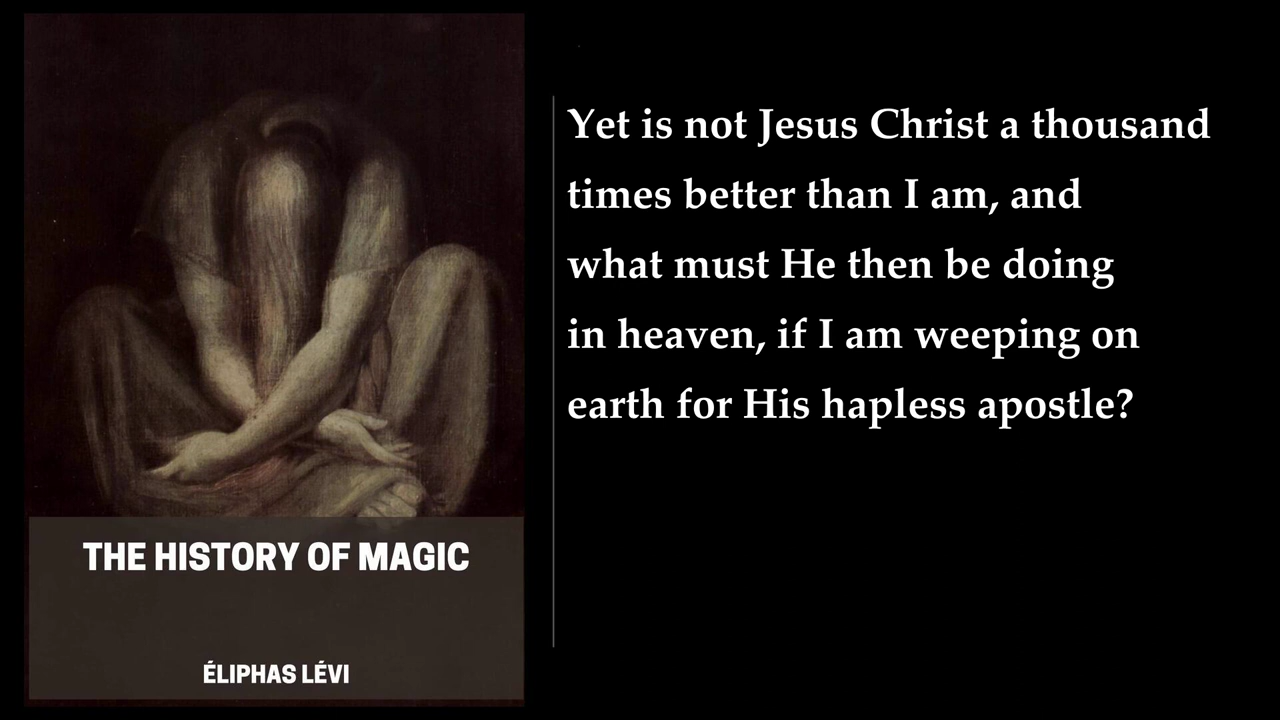 THE HISTORY OF MAGIC
ÉLIPHAS LÉVI
Yet is not Jesus Christ a thousand
times better than I am, and
what must He then be doing
in heaven, if I am weeping on
earth for His hapless apostle?